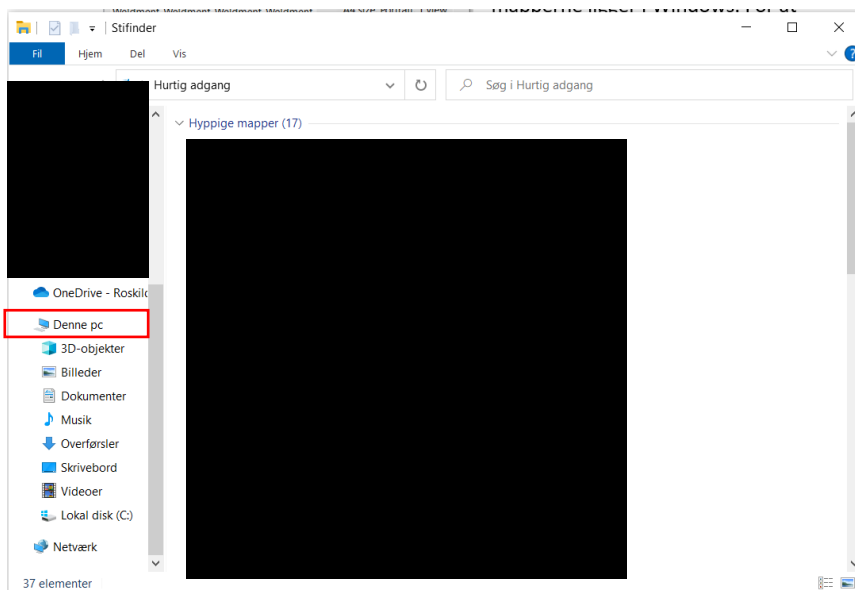 Stifinder
Fil Hjem Del Vis
Hurtig adgang
Søg i Hurtig adgang
Hyppige mapper (17)
OneDrive -
Denne pc
3D-objekter
Billeder
Dokumenter
Musik
Overførsler
Skrivebord
Videoer
Lokal disk (C:)
Netværk
37 elementer